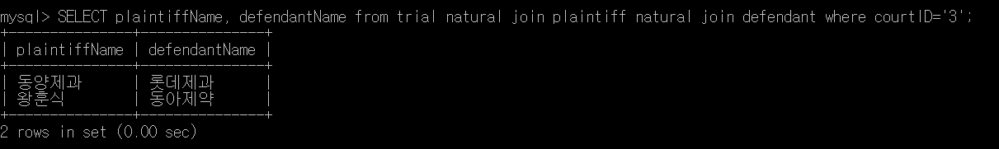 mysql> SELECT plaintiffName, defendantName from trial natural join plaintiff natural join defendant where courtID='3';
+---------------+---------------+
| plaintiffName | defendantName |
+---------------+---------------+
| 동양제과 | 롯데제과 |
| 왕훈식 | 동아제약 |
+---------------+---------------+
2 rows in set (0.00 sec)